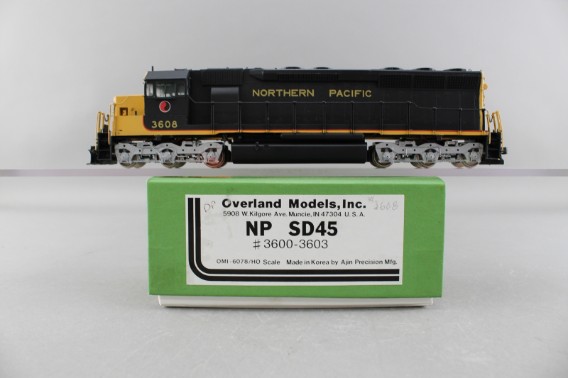 NORTHERN PACIFIC
3608
Overland Models, Inc. 3608
5908 W. Kilgore Ave. Muncie, IN 47304 U.S.A.
NP SD45
#3600-3603
OMI-6078/HO Scale Made in Korea by Ajin Precision Mfg.